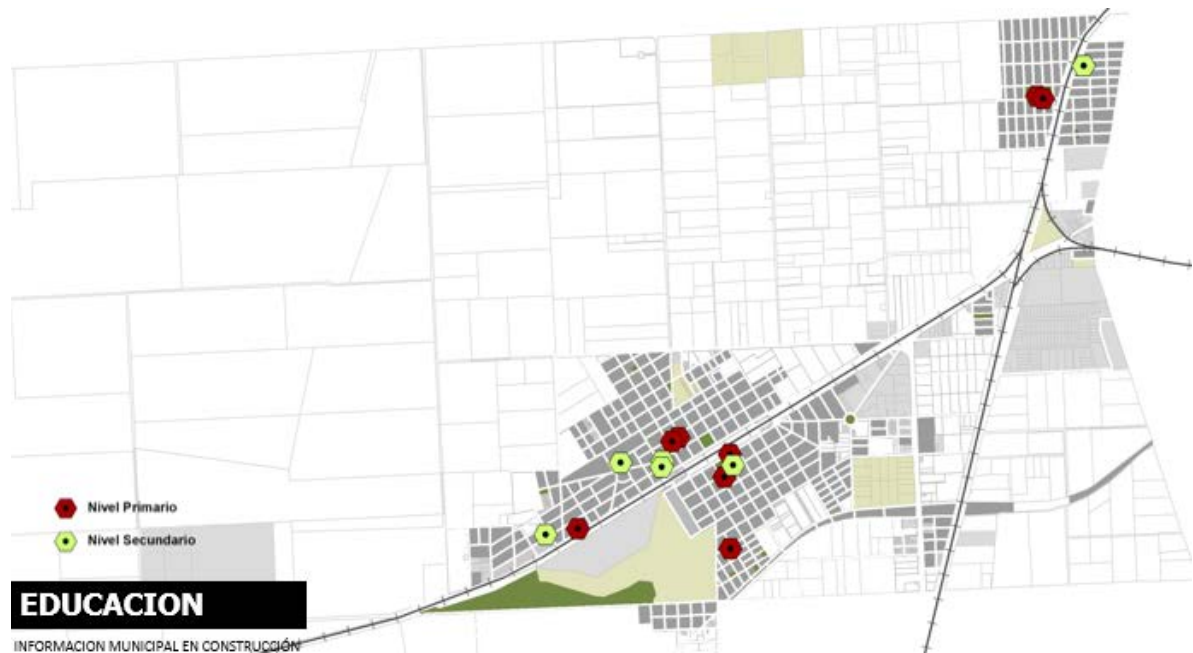 Nivel Primario
Nivel Secundario
EDUCACION
INFORMACION MUNICIPAL EN CONSTRUCCIÓN